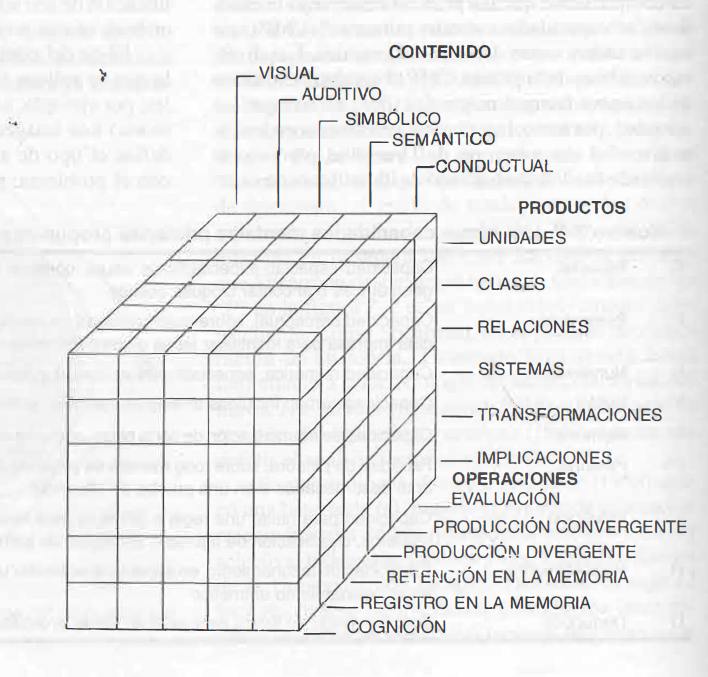 CONTENIDO
VISUAL
AUDITIVO
SIMBÓLICO
SEMÁNTICO
CONDUCTUAL
PRODUCTOS
UNIDADES
CLASES
RELACIONES
SISTEMAS
TRANSFORMACIONES
IMPLICACIONES
OPERACIONES
EVALUACIÓN
PRODUCCIÓN CONVERGENTE
PRODUCCIÓN DIVERGENTE
RETENCIÓN EN LA MEMORIA
REGISTRO EN LA MEMORIA
COGNICIÓN